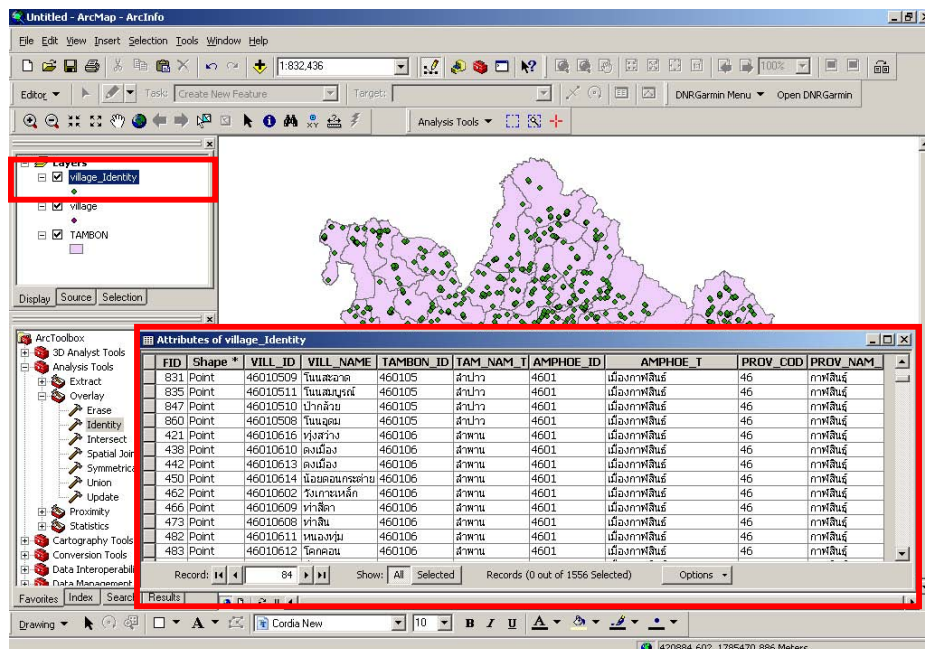 Untitled - ArcMap - ArcInfo
File Edit View Insert Selection Tools Window Help
1:832,436
100%
Editor Task: Create New Feature Target: DNRGarmin Menu Open DNRGarmin
Analysis Tools
Layers
village_Identity
village
TAMBON
Display Source Selection
ArcToolbox
3D Analyst Tools
Analysis Tools
Extract
Overlay
Erase
Identity
Intersect
Spatial Join
Symmetrica
Union
Update
Proximity
Statistics
Cartography Tools
Conversion Tools
Data Interoperabili
Data Management
Favorites Index Search Results
Attributes of village_Identity
FID Shape * VILL_ID VILL_NAME TAMBON_ID TAM_NAM_T AMPHOE_ID AMPHOE_T PROV_COD PROV_NAM_
831 Point 46010509 โนนสะอาด 460105 ลำปาว 4601 เมืองกาฬสินธุ์ 46 กาฬสินธุ์
835 Point 46010511 โนนสมบูรณ์ 460105 ลำปาว 4601 เมืองกาฬสินธุ์ 46 กาฬสินธุ์
847 Point 46010510 ป่ากล้วย 460105 ลำปาว 4601 เมืองกาฬสินธุ์ 46 กาฬสินธุ์
860 Point 46010508 โนนอุดม 460105 ลำปาว 4601 เมืองกาฬสินธุ์ 46 กาฬสินธุ์
421 Point 46010616 ทุ่งสว่าง 460106 ลำพาน 4601 เมืองกาฬสินธุ์ 46 กาฬสินธุ์
438 Point 46010610 ดงเมือง 460106 ลำพาน 4601 เมืองกาฬสินธุ์ 46 กาฬสินธุ์
442 Point 46010613 ดงเมือง 460106 ลำพาน 4601 เมืองกาฬสินธุ์ 46 กาฬสินธุ์
450 Point 46010614 น้อยดอนกระต่าย 460106 ลำพาน 4601 เมืองกาฬสินธุ์ 46 กาฬสินธุ์
462 Point 46010602 วังเกาะเหล็ก 460106 ลำพาน 4601 เมืองกาฬสินธุ์ 46 กาฬสินธุ์
466 Point 46010609 ท่าสีดา 460106 ลำพาน 4601 เมืองกาฬสินธุ์ 46 กาฬสินธุ์
473 Point 46010608 ท่าสิน 460106 ลำพาน 4601 เมืองกาฬสินธุ์ 46 กาฬสินธุ์
482 Point 46010611 หนองทุ่ม 460106 ลำพาน 4601 เมืองกาฬสินธุ์ 46 กาฬสินธุ์
483 Point 46010612 โคกคอน 460106 ลำพาน 4601 เมืองกาฬสินธุ์ 46 กาฬสินธุ์
Record: 84 Show: All Selected Records (0 out of 1556 Selected) Options
Drawing A Cordia New 10 B I U A
420884.602 1785470.886 Meters